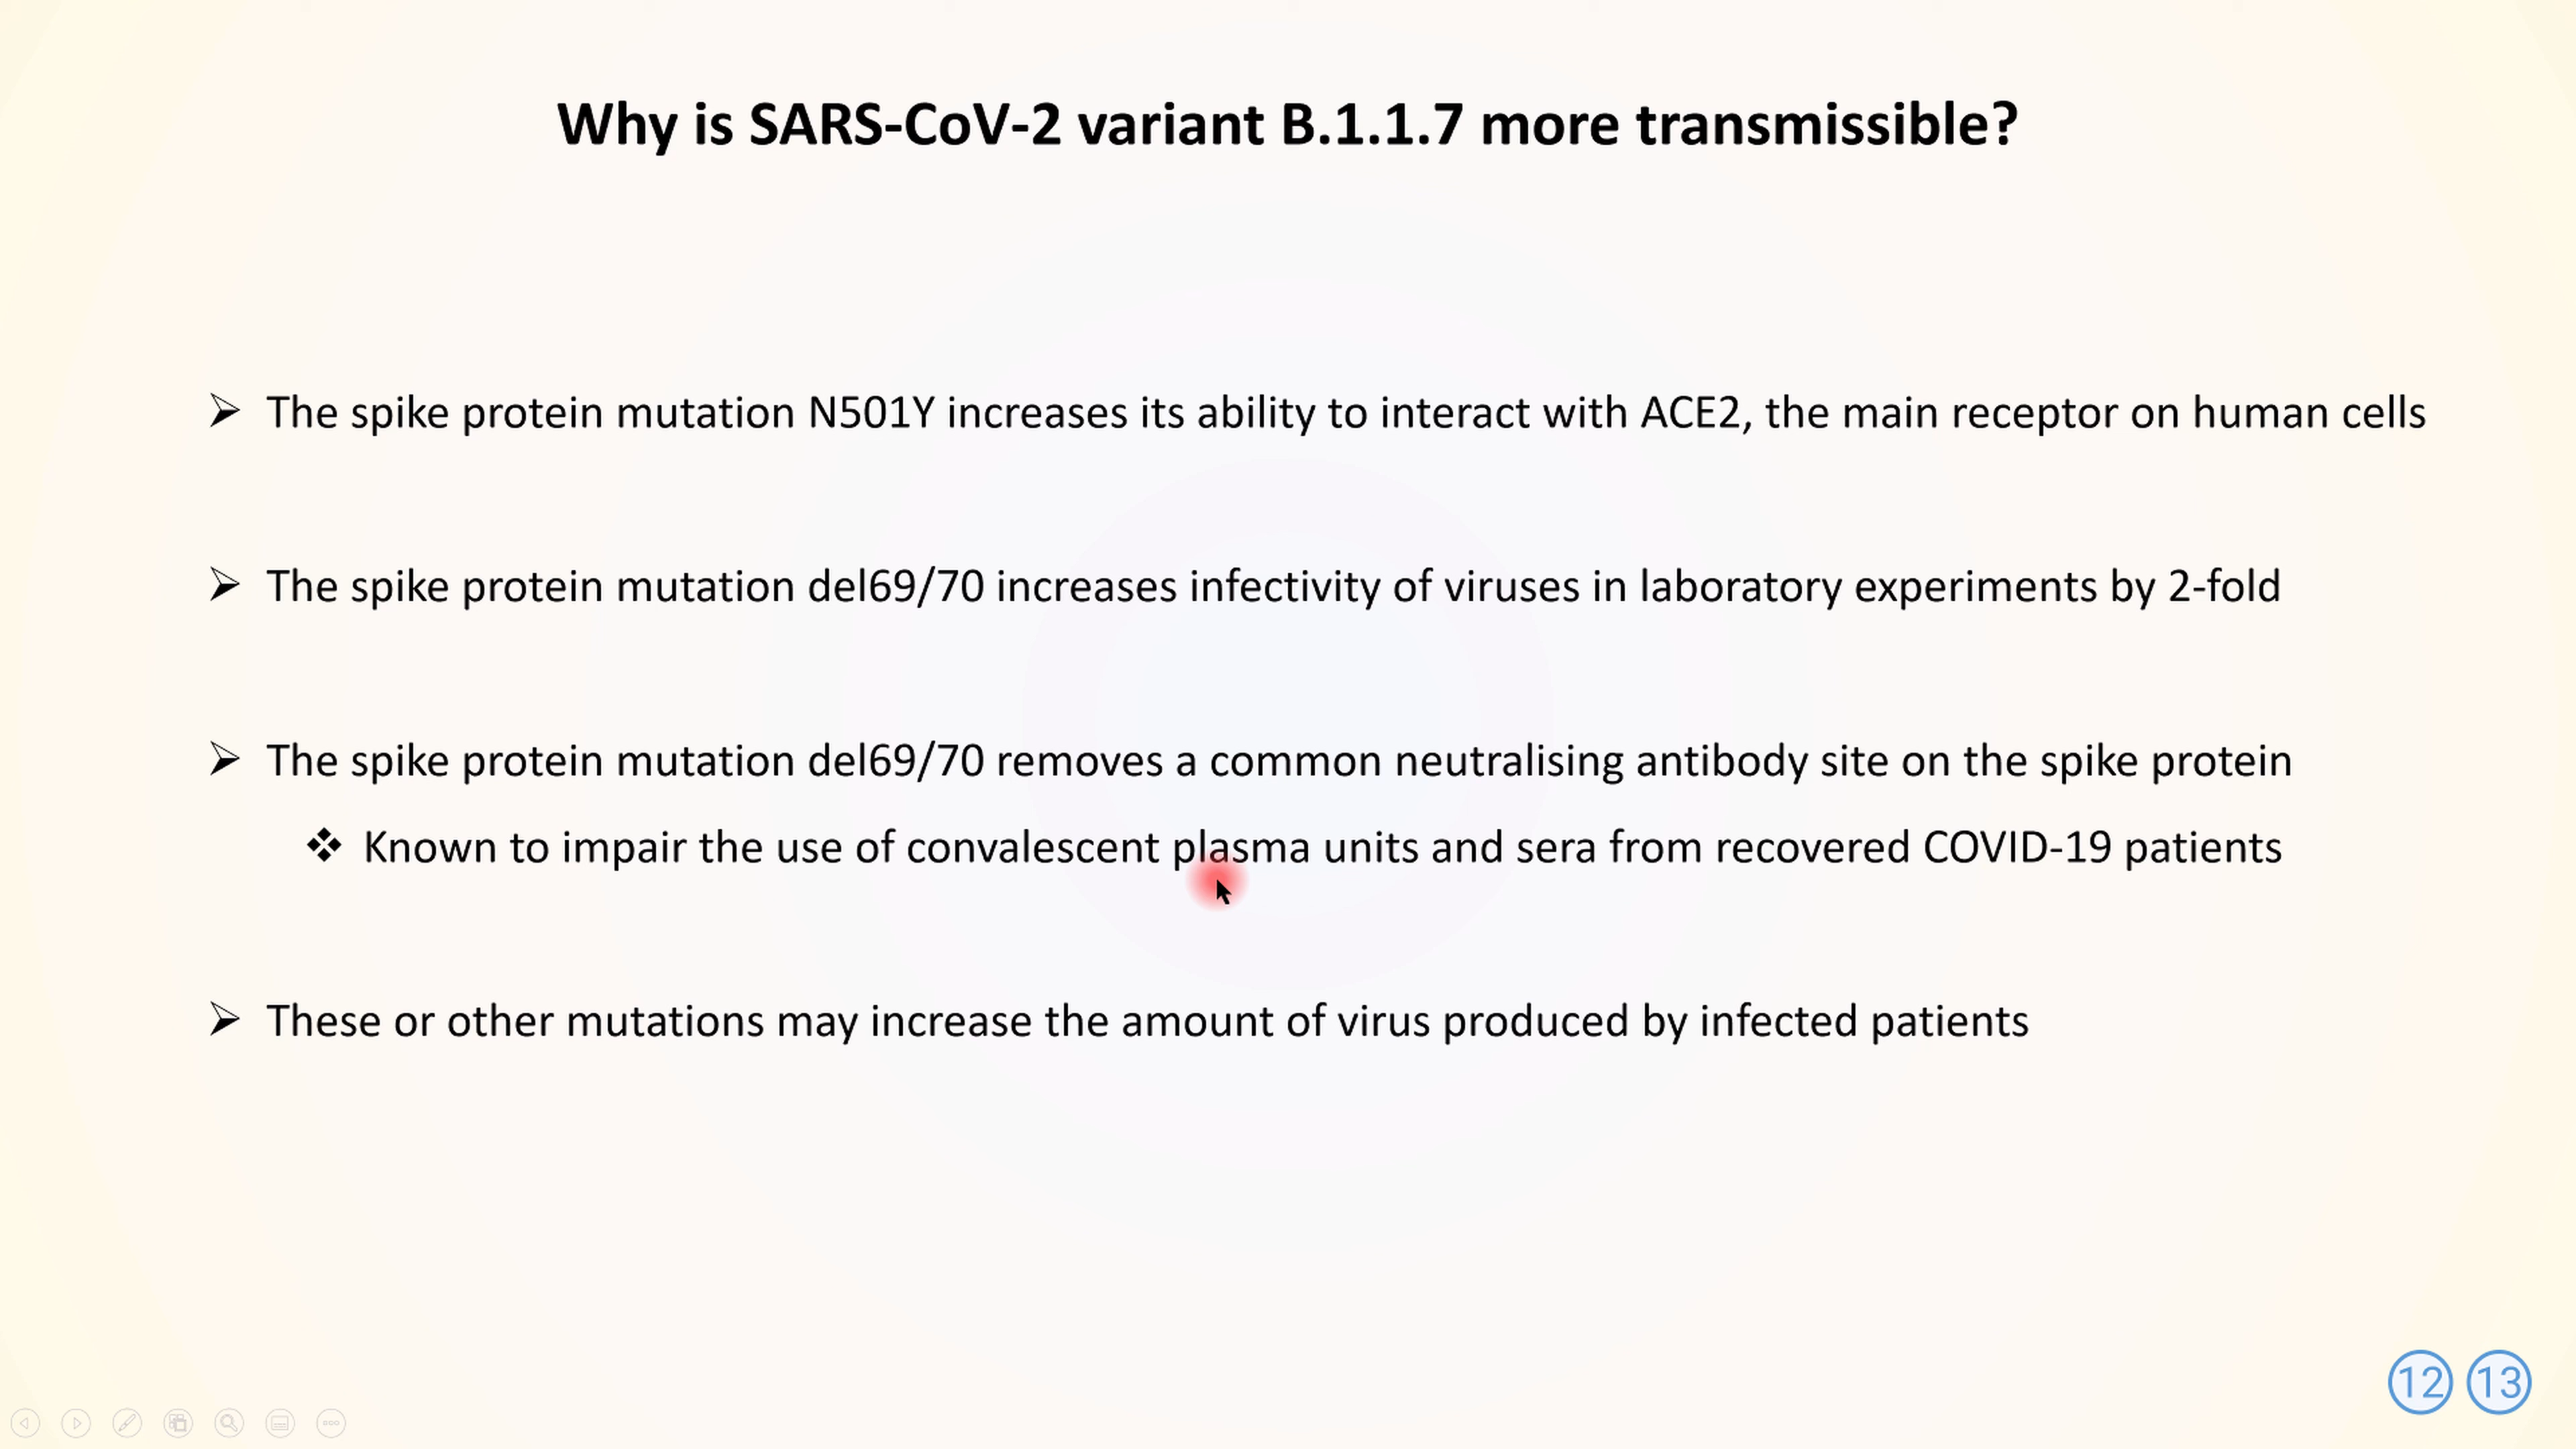 Why is SARS-CoV-2 variant B.1.1.7 more transmissible?
➢ The spike protein mutation N501Y increases its ability to interact with ACE2, the main receptor on human cells
➢ The spike protein mutation del69/70 increases infectivity of viruses in laboratory experiments by 2-fold
➢ The spike protein mutation del69/70 removes a common neutralising antibody site on the spike protein
❖ Known to impair the use of convalescent plasma units and sera from recovered COVID-19 patients
➢ These or other mutations may increase the amount of virus produced by infected patients
12 13